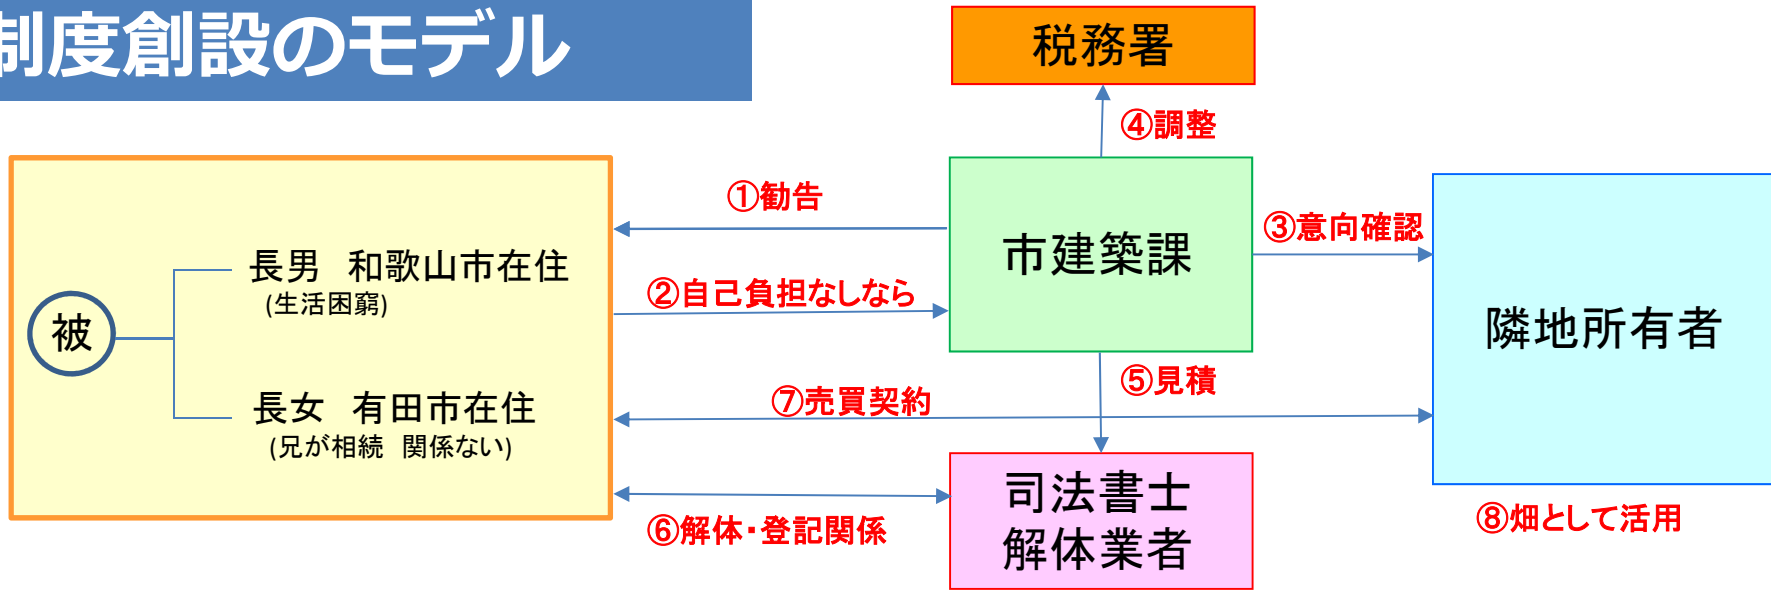 制度創設のモデル
税務署
④調整
①勧告
市建築課
③意向確認
長男　和歌山市在住
(生活困窮)
②自己負担なしなら
被
隣地所有者
⑤見積
⑦売買契約
長女　有田市在住
(兄が相続　関係ない)
司法書士
解体業者
⑥解体・登記関係
⑧畑として活用